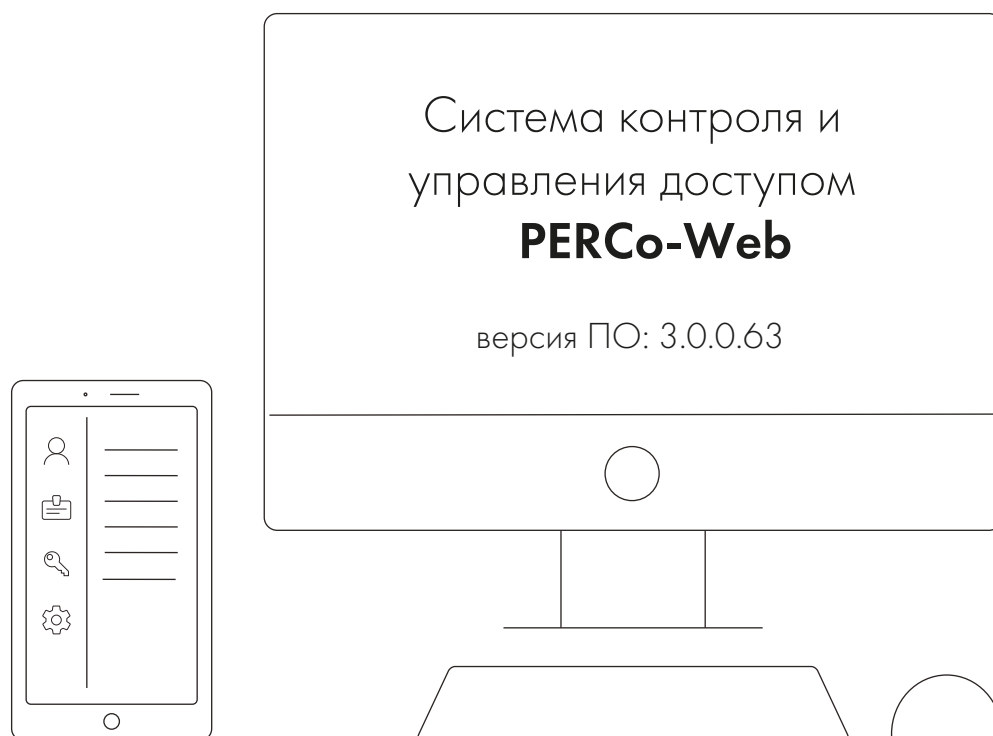 Система контроля и
управления доступом
PERCo-Web
версия ПО: 3.0.0.63